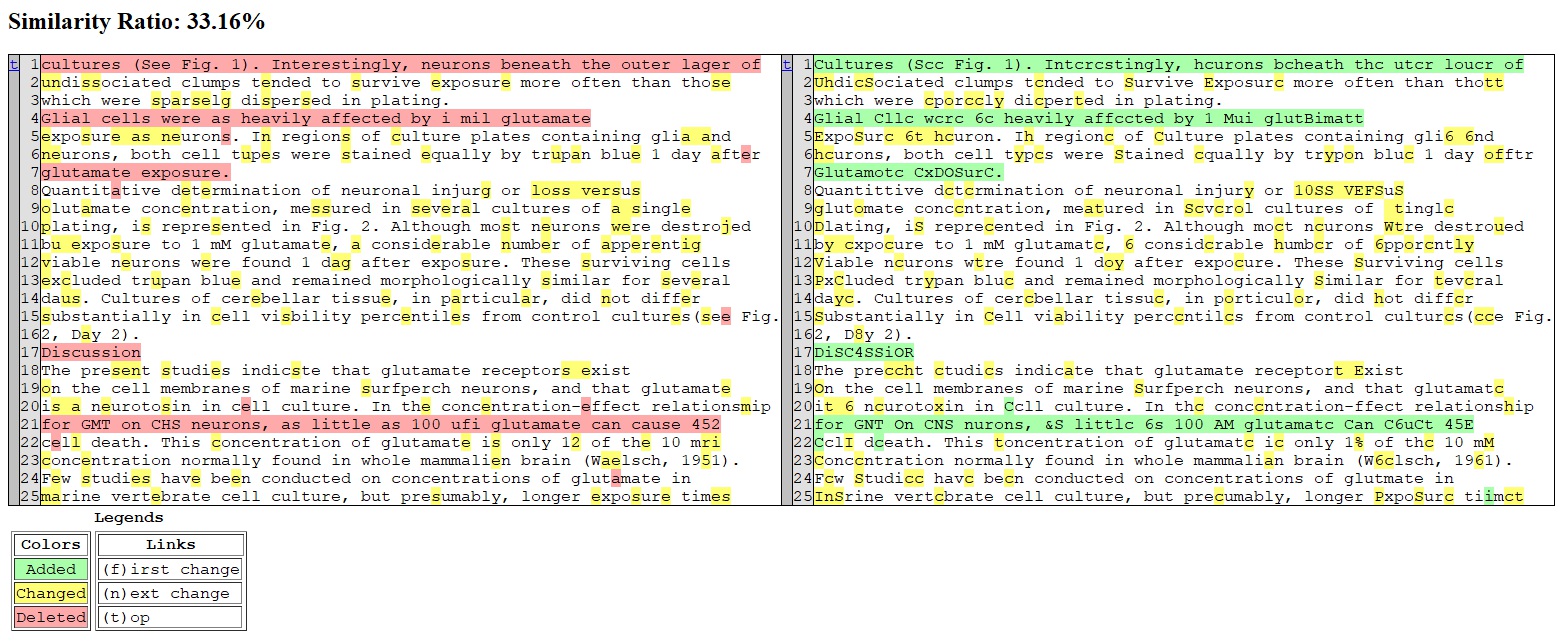 Similarity Ratio: 33.16%
t 1 cultures (See Fig. 1). Interestingly, neurons beneath the outer lager of t 1 Cultures (Scc Fig. 1). Intcrcstingly, hcurons bcheath thc utcr loucr of
2 undissociated clumps tended to survive exposure more often than those 2 UhdicSociated clumps tcnded to Survive Exposurc more often than thott
3 which were sparselg dispersed in plating. 3 which were cporccly dicperted in plating.
4 Glial cells were as heavily affected by i mil glutamate 4 Glial Cllc wcrc 6c heavily affccted by 1 Mui glutBimatt
5 exposure as neurons. In regions of culture plates containing glia and 5 ExpoSurc 6t hcuron. Ih regionc of Culture plates containing gli6 6nd
6 neurons, both cell tupes were stained equally by trupan blue 1 day after 6 hcurons, both cell typcs were Stained cqually by trypon bluc 1 day offtr
7 glutamate exposure. 7 Glutamotc CxDOSurC.
8 Quantitative determination of neuronal injurg or loss versus 8 Quantittive dctcrmination of neuronal injury or 10SS VEFSuS
9 olutamate concentration, messured in several cultures of a single 9 glutomate conccntration, meatured in Scvcrol cultures of  tinglc
10 plating, is represented in Fig. 2. Although most neurons were destrojed 10 Dlating, iS reprecented in Fig. 2. Although moct ncurons Wtre destroued
11 bu exposure to 1 mM glutamate, a considerable number of apperentig 11 by cxpocure to 1 mM glutamatc, 6 considcrable humbcr of 6pporcntly
12 viable neurons were found 1 dag after exposure. These surviving cells 12 Viable ncurons wtre found 1 doy after expocure. These Surviving cells
13 excluded trupan blue and remained morphologically similar for several 13 PxCluded trypan bluc and remained morphologically Similar for tevcral
14 daus. Cultures of cerebellar tissue, in particular, did not differ 14 dayc. Cultures of cercbellar tissuc, in porticulor, did hot diffcr
15 substantially in cell visbility percentiles from control cultures(see Fig. 15 Substantially in Cell viability perccntilcs from control culturcs(cce Fig.
16 2, Day 2). 16 2, D8y 2).
17 Discussion 17 DiSC4SSiOR
18 The present studies indicste that glutamate receptors exist 18 The preccht ctudics indicate that glutamate receptort Exist
19 on the cell membranes of marine surfperch neurons, and that glutamate 19 On the cell membranes of marine Surfperch neurons, and that glutamatc
20 is a neurotosin in cell culture. In the concentration-effect relationsmip 20 it 6 ncurotoxin in Ccll culture. In thc conccntration-ffect relationship
21 for GMT on CHS neurons, as little as 100 ufi glutamate can cause 452 21 for GNT On CNS nurons, &S littlc 6s 100 AM glutamatc Can C6uCt 45E
22 cell death. This concentration of glutamate is only 12 of the 10 mri 22 CclI dceath. This toncentration of glutamatc ic only 1% of thc 10 mM
23 concentration normally found in whole mammalien brain (Waelsch, 1951). 23 Conccntration normally found in whole mammalian brain (W6clsch, 1961).
24 Few studies have been conducted on concentrations of glutamate in 24 Fcw Studicc havc becn conducted on concentrations of glutmate in
25 marine vertebrate cell culture, but presumably, longer exposure times 25 InSrine vertcbrate cell culture, but precumably, longer PxpoSurc tiimct
Legends
Colors Links
Added (f)irst change
Changed (n)ext change
Deleted (t)op